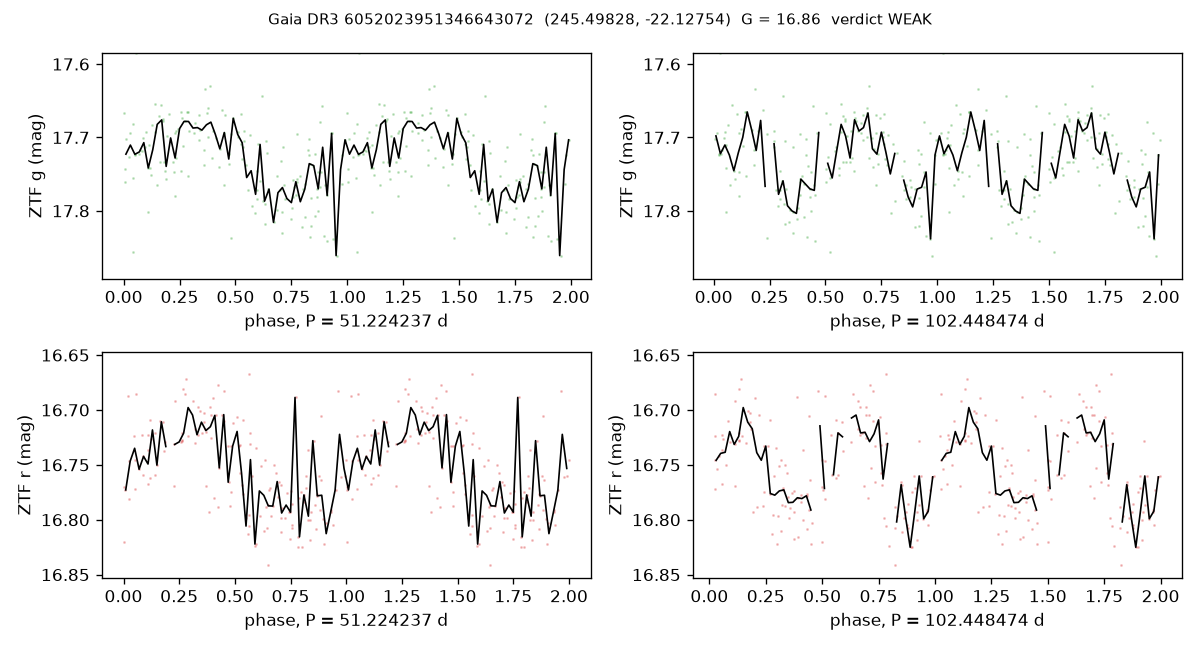 Gaia DR3 6052023951346643072  (245.49828, -22.12754)  G = 16.86  verdict WEAK
17.6
17.7
17.8
ZTF g (mag)
0.00 0.25 0.50 0.75 1.00 1.25 1.50 1.75 2.00
phase, P = 51.224237 d
17.6
17.7
17.8
ZTF g (mag)
0.00 0.25 0.50 0.75 1.00 1.25 1.50 1.75 2.00
phase, P = 102.448474 d
16.65
16.70
16.75
16.80
16.85
ZTF r (mag)
0.00 0.25 0.50 0.75 1.00 1.25 1.50 1.75 2.00
phase, P = 51.224237 d
16.65
16.70
16.75
16.80
16.85
ZTF r (mag)
0.00 0.25 0.50 0.75 1.00 1.25 1.50 1.75 2.00
phase, P = 102.448474 d